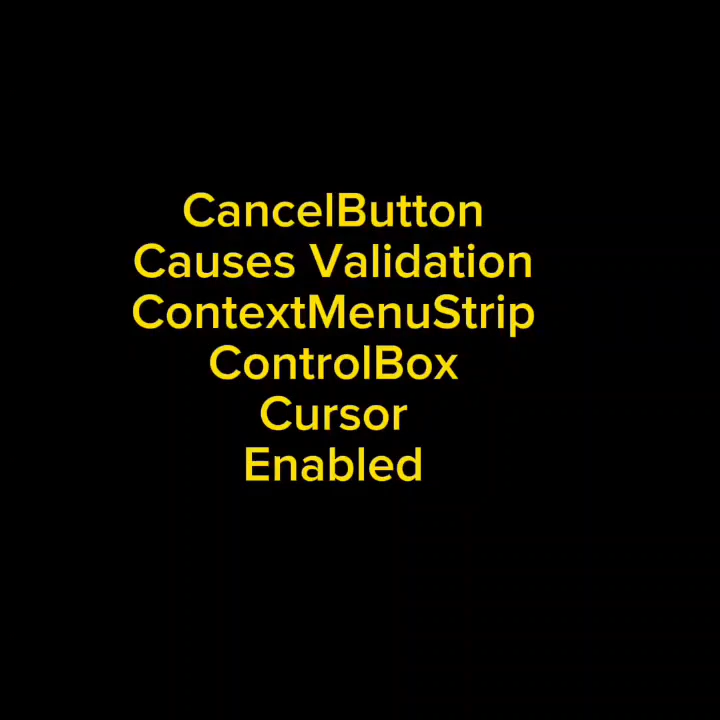 CancelButton
Causes Validation
ContextMenuStrip
ControlBox
Cursor
Enabled